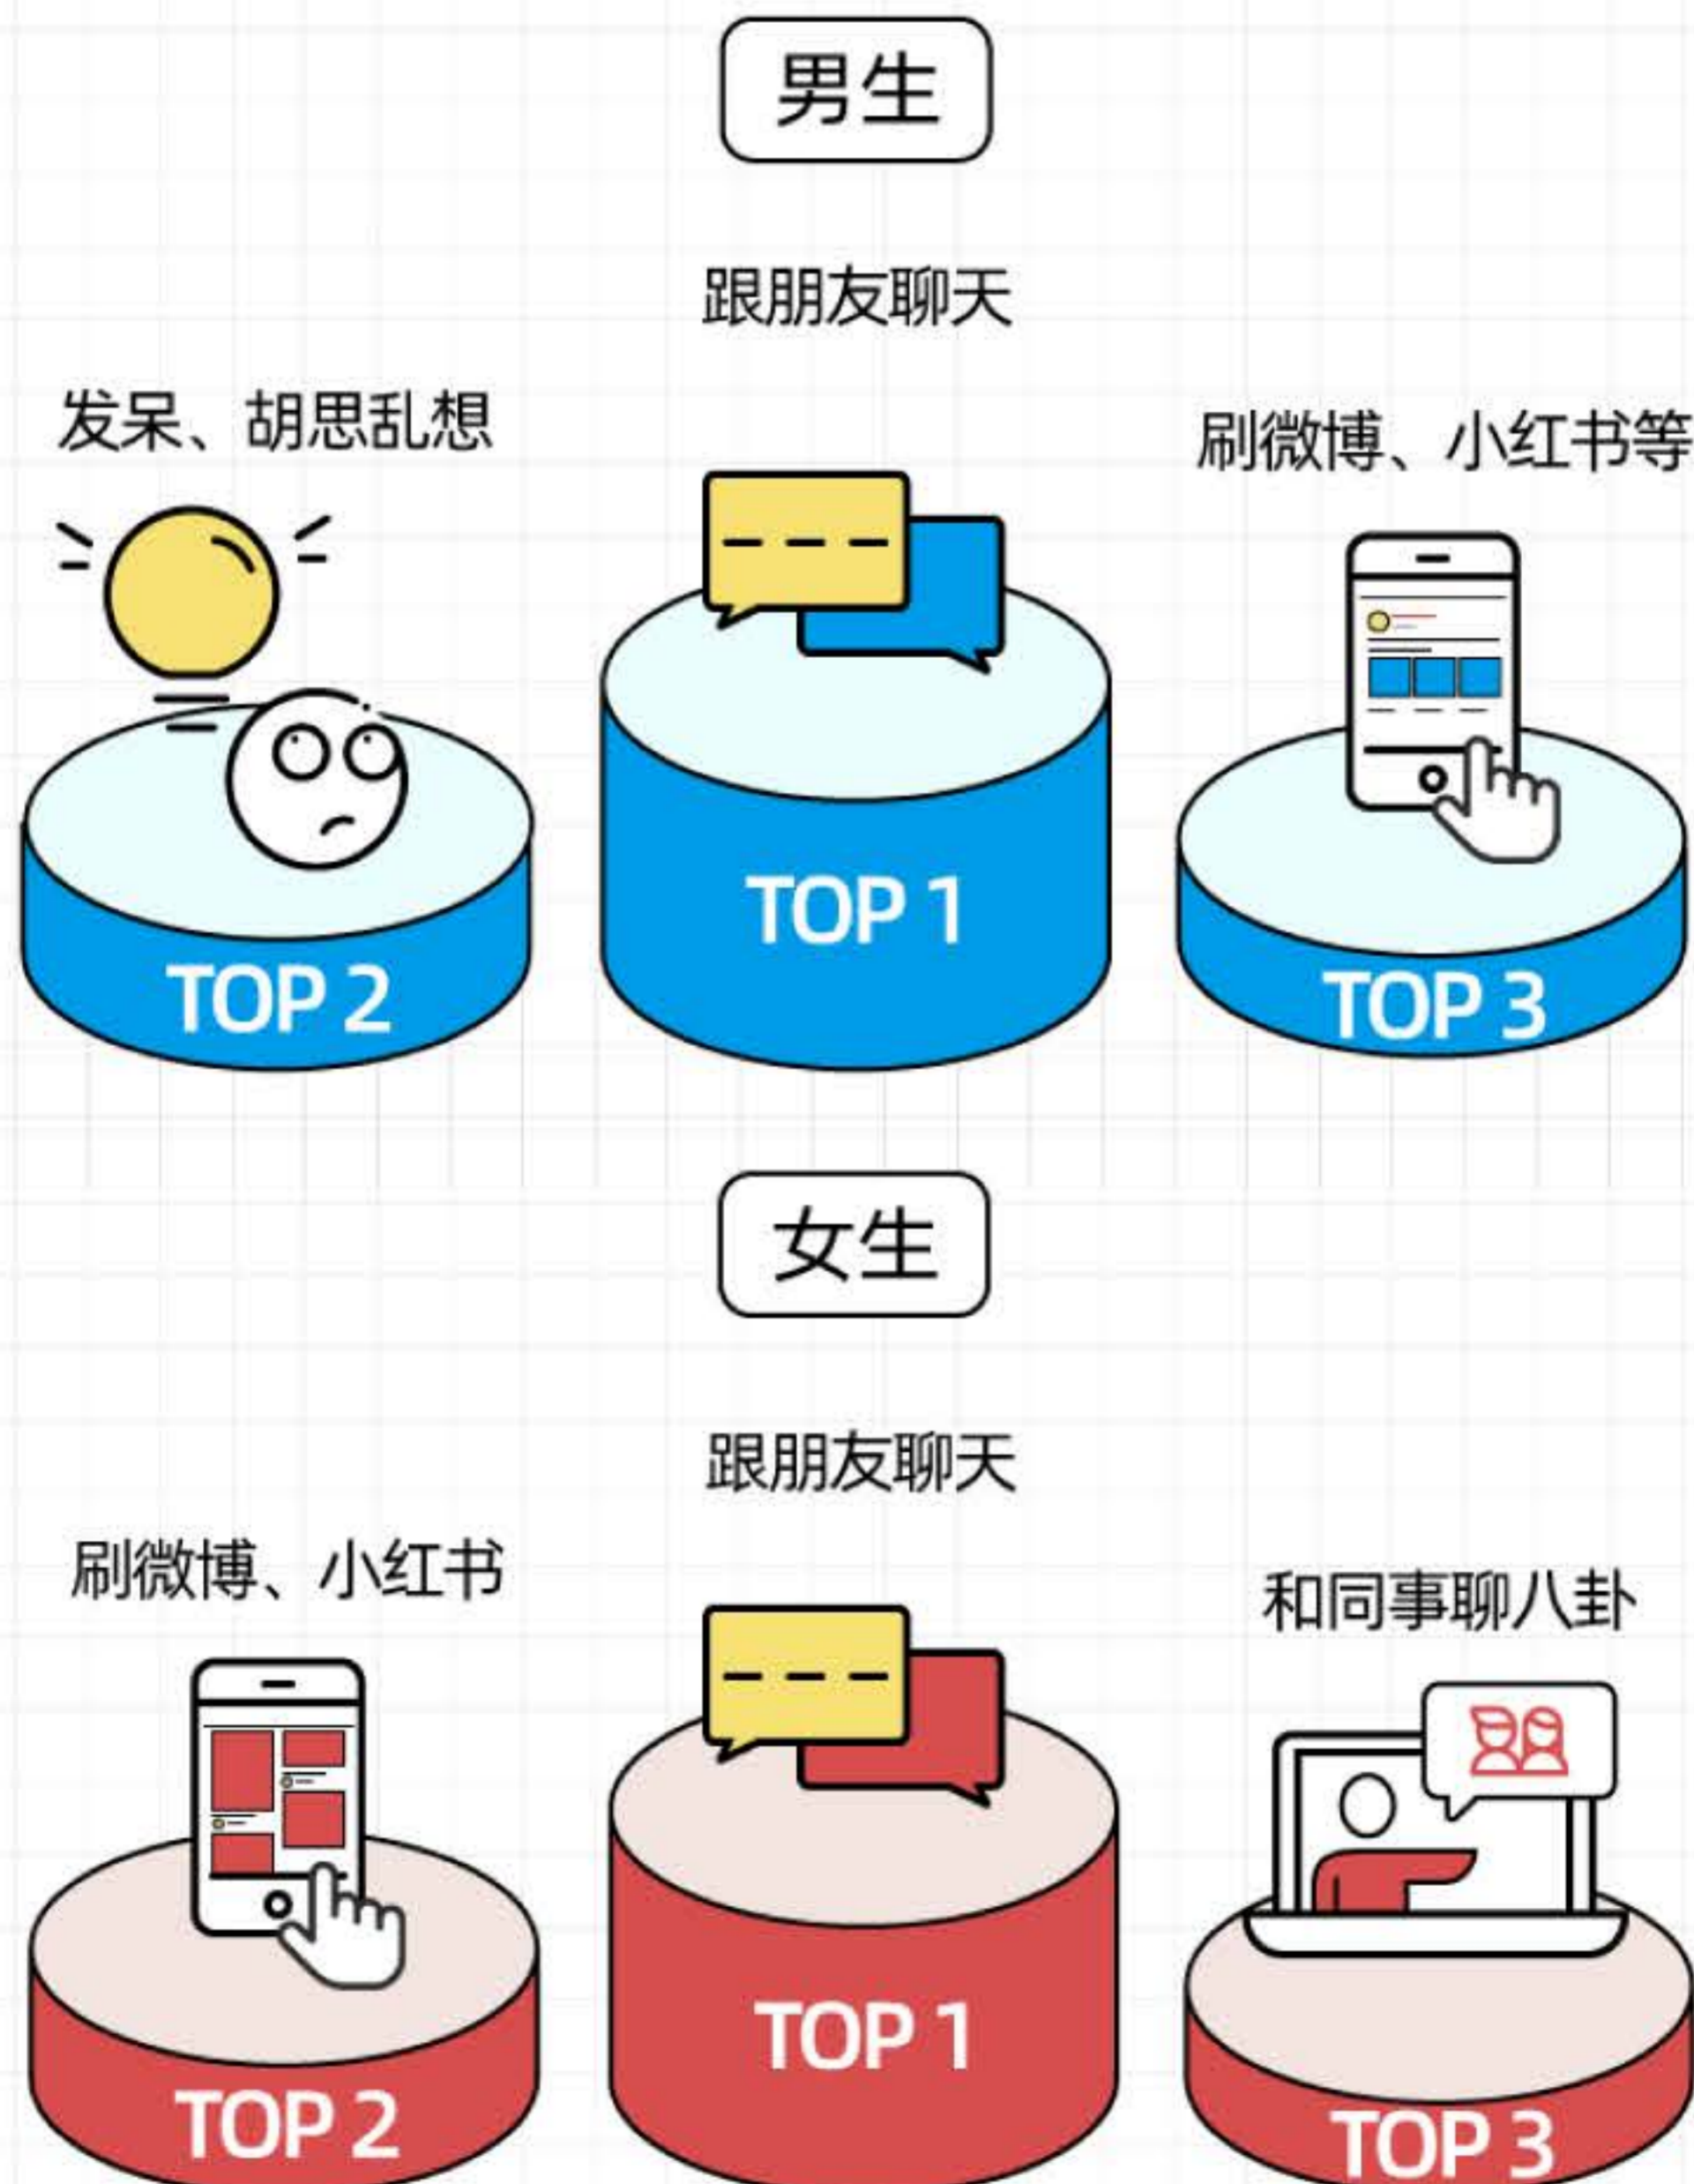 男生
跟朋友聊天
发呆、胡思乱想
刷微博、小红书等
TOP 1
TOP 2
TOP 3
女生
跟朋友聊天
刷微博、小红书
和同事聊八卦
TOP 1
TOP 2
TOP 3